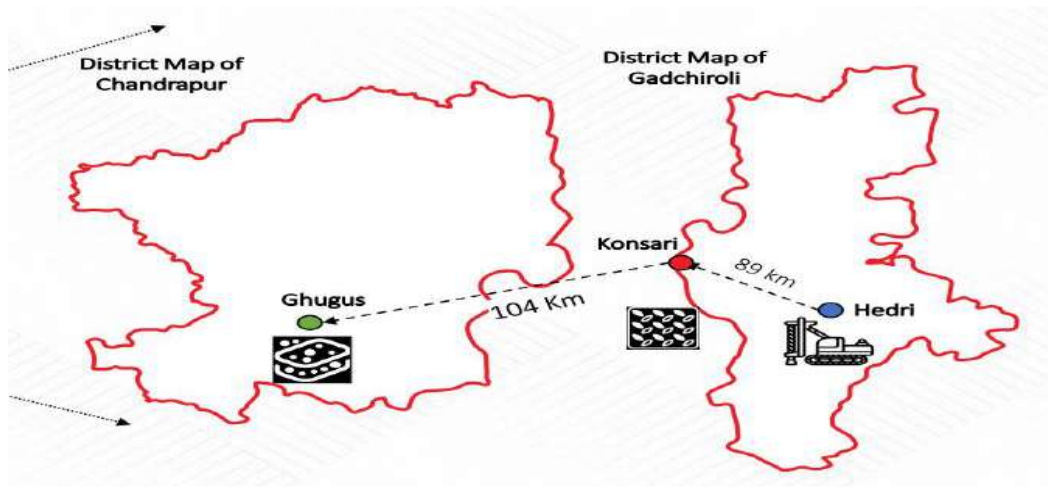 District Map of
Chandrapur
District Map of
Gadchiroli
Konsari
89 km
Ghugus
104 Km
Hedri